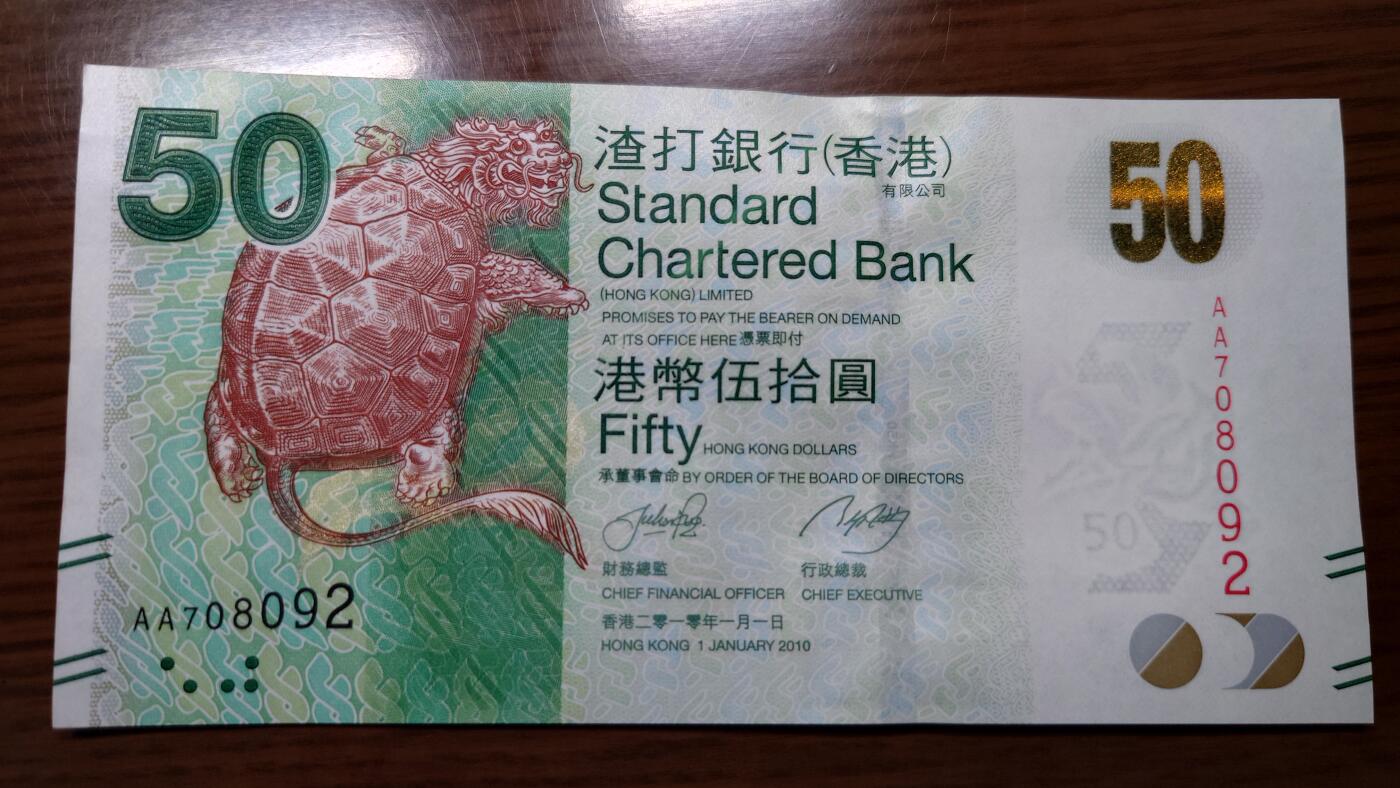 50
渣打銀行(香港)
有限公司
Standard
Chartered Bank
(HONG KONG) LIMITED
PROMISES TO PAY THE BEARER ON DEMAND
AT ITS OFFICE HERE 憑票即付
港幣伍拾圓
Fifty HONG KONG DOLLARS
承董事會命 BY ORDER OF THE BOARD OF DIRECTORS
財務總監 行政總裁
CHIEF FINANCIAL OFFICER CHIEF EXECUTIVE
香港二零一零年一月一日
HONG KONG 1 JANUARY 2010
AA708092
50
AA708092
50